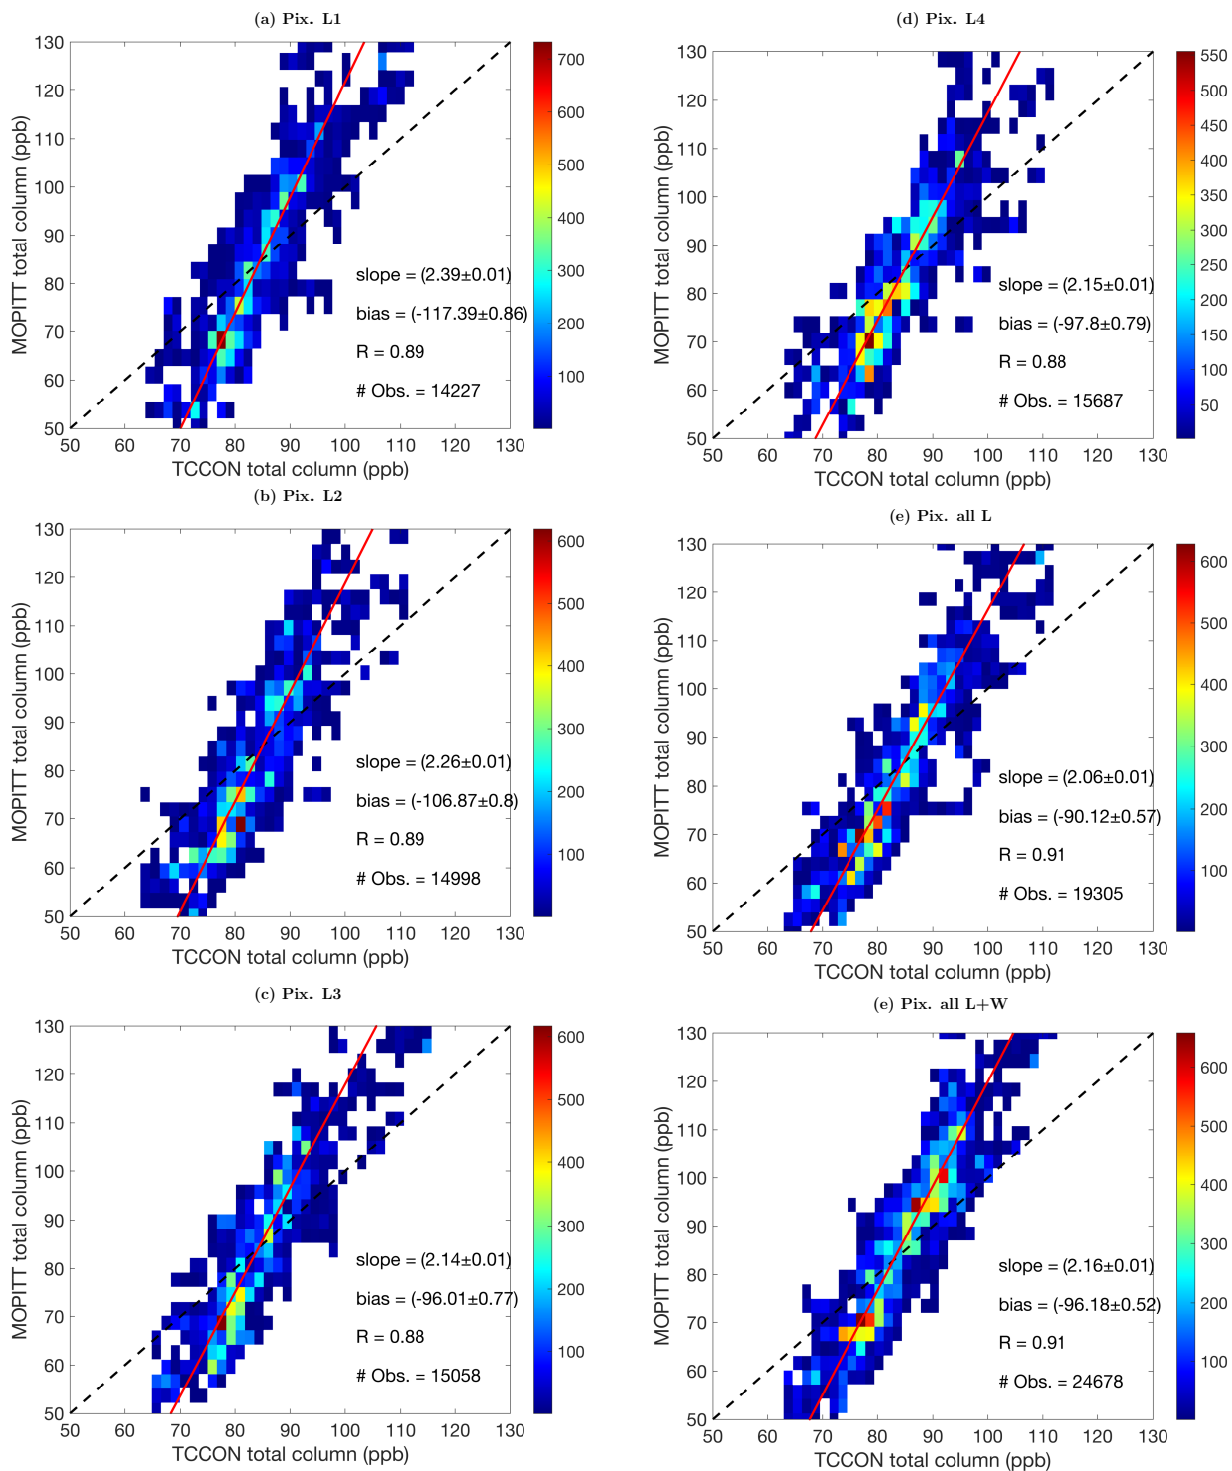 (a) Pix. L1
130
120
110
100
90
80
70
60
50
MOPITT total column (ppb)
50 60 70 80 90 100 110 120 130
TCCON total column (ppb)
slope = (2.39±0.01)
bias = (-117.39±0.86)
R = 0.89
# Obs. = 14227
700
600
500
400
300
200
100
(d) Pix. L4
130
120
110
100
90
80
70
60
50
MOPITT total column (ppb)
50 60 70 80 90 100 110 120 130
TCCON total column (ppb)
slope = (2.15±0.01)
bias = (-97.8±0.79)
R = 0.88
# Obs. = 15687
550
500
450
400
350
300
250
200
150
100
50
(b) Pix. L2
130
120
110
100
90
80
70
60
50
MOPITT total column (ppb)
50 60 70 80 90 100 110 120 130
TCCON total column (ppb)
slope = (2.26±0.01)
bias = (-106.87±0.8)
R = 0.89
# Obs. = 14998
600
500
400
300
200
100
(e) Pix. all L
130
120
110
100
90
80
70
60
50
MOPITT total column (ppb)
50 60 70 80 90 100 110 120 130
TCCON total column (ppb)
slope = (2.06±0.01)
bias = (-90.12±0.57)
R = 0.91
# Obs. = 19305
600
500
400
300
200
100
(c) Pix. L3
130
120
110
100
90
80
70
60
50
MOPITT total column (ppb)
50 60 70 80 90 100 110 120 130
TCCON total column (ppb)
slope = (2.14±0.01)
bias = (-96.01±0.77)
R = 0.88
# Obs. = 15058
600
500
400
300
200
100
(e) Pix. all L+W
130
120
110
100
90
80
70
60
50
MOPITT total column (ppb)
50 60 70 80 90 100 110 120 130
TCCON total column (ppb)
slope = (2.16±0.01)
bias = (-96.18±0.52)
R = 0.91
# Obs. = 24678
600
500
400
300
200
100